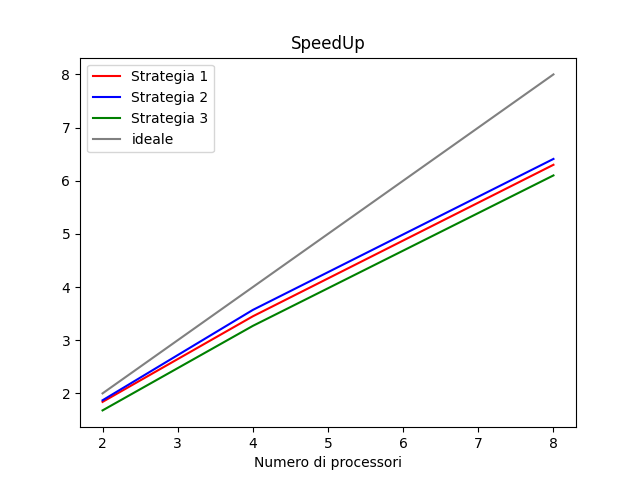 SpeedUp
Strategia 1
Strategia 2
Strategia 3
ideale
8
7
6
5
4
3
2
2 3 4 5 6 7 8
Numero di processori